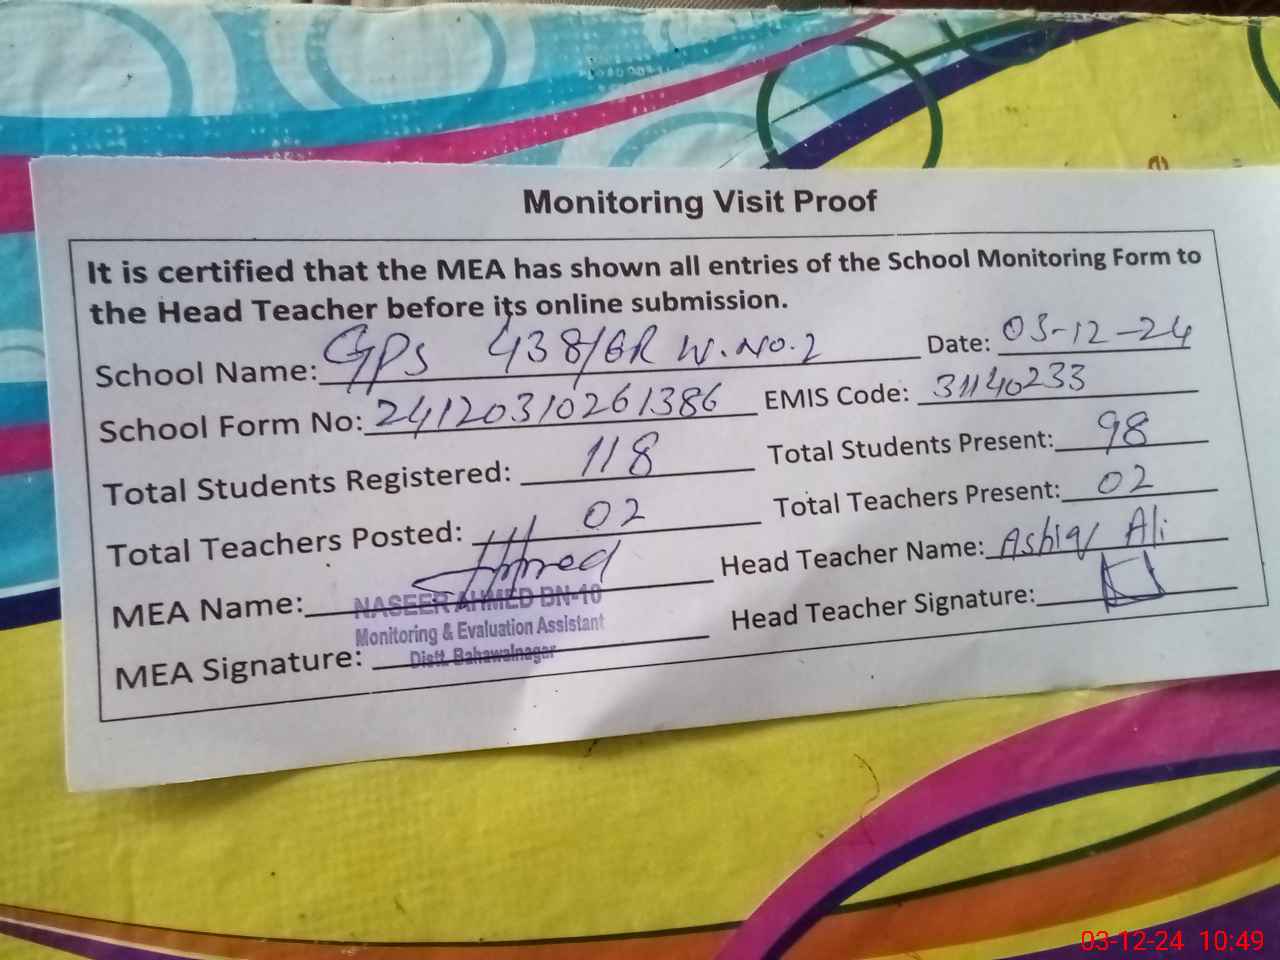 Monitoring Visit Proof
It is certified that the MEA has shown all entries of the School Monitoring Form to
the Head Teacher before its online submission.
School Name: GPS 438/6R W.No.2 Date: 03-12-24
School Form No: 24120310261386 EMIS Code: 31140233
Total Students Registered: 118 Total Students Present: 98
Total Teachers Posted: 02 Total Teachers Present: 02
MEA Name: Head Teacher Name: Ashiq Ali
NASEER AHMED BN-10
Monitoring & Evaluation Assistant
MEA Signature: Head Teacher Signature:
Distt. Bahawalnagar
03-12-24 10:49